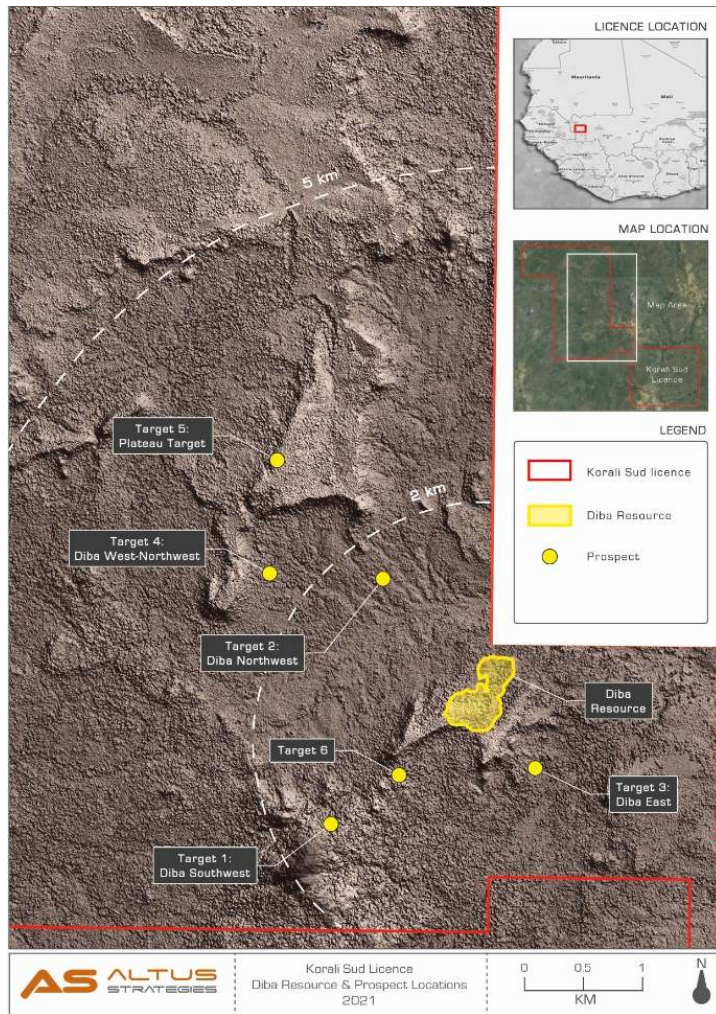 LICENCE LOCATION
Mauritania
Mali
MAP LOCATION
Map Area
Korali Sud
Licence
LEGEND
Korali Sud licence
Diba Resource
Prospect
5 km
2 km
Target 5:
Plateau Target
Target 4:
Diba West-Northwest
Target 2:
Diba Northwest
Diba
Resource
Target 6
Target 3:
Diba East
Target 1:
Diba Southwest
AS ALTUS
STRATEGIES
Korali Sud Licence
Diba Resource & Prospect Locations
2021
0 0.5 1
KM
N